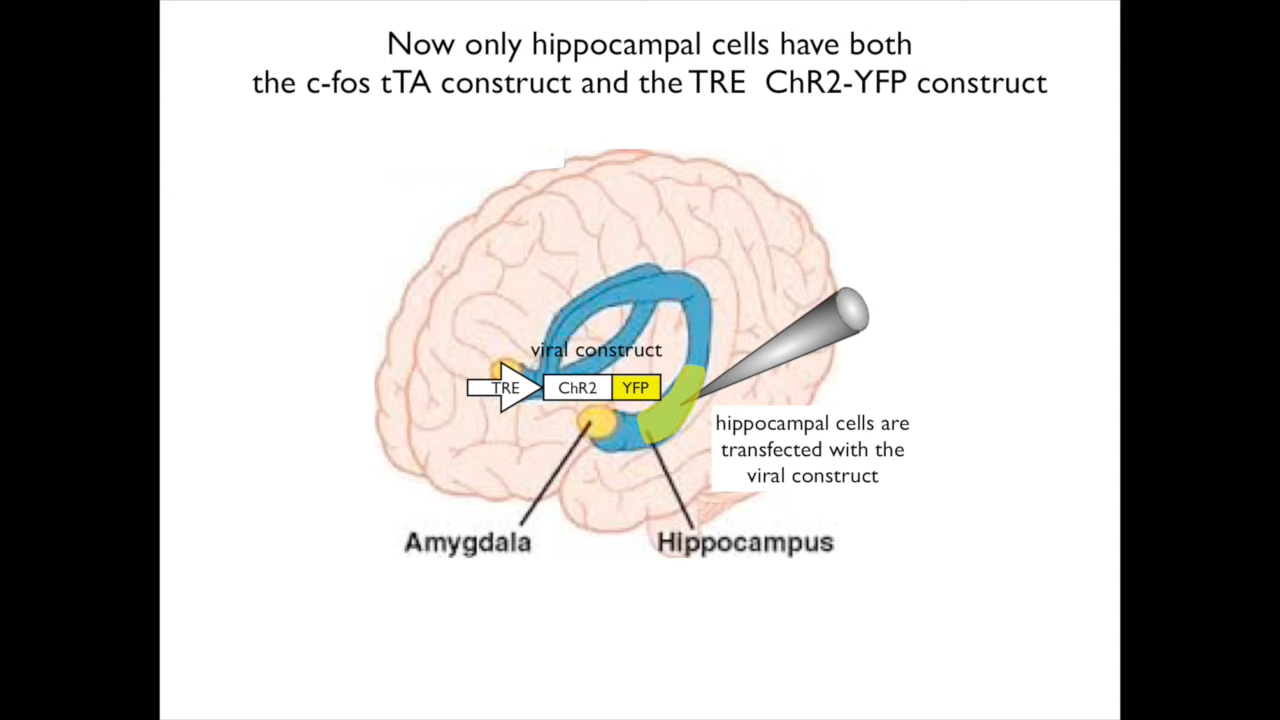 Now only hippocampal cells have both
the c-fos tTA construct and the TRE ChR2-YFP construct
viral construct
TRE ChR2 YFP
hippocampal cells are
transfected with the
viral construct
Amygdala
Hippocampus